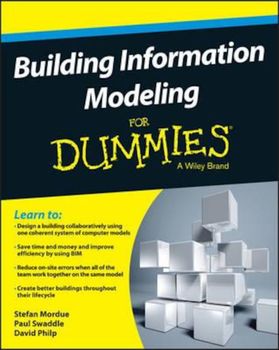 Building Information
Modeling
FOR
DUMMIES®
A Wiley Brand
Learn to:
• Design a building collaboratively using
one coherent system of computer models
• Save time and money and improve
efficiency by using BIM
• Reduce on-site errors when all of the
team work together on the same model
• Create better buildings throughout
their lifecycle
Stefan Mordue
Paul Swaddle
David Philp